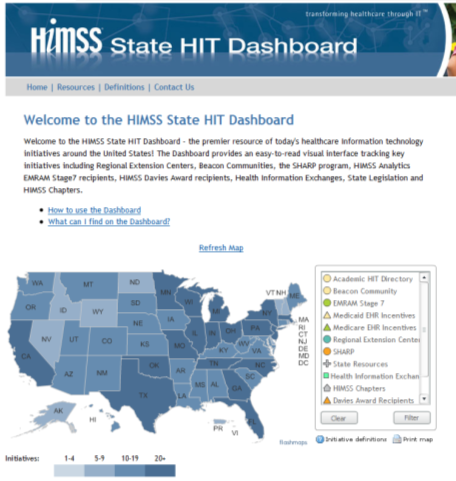 transforming healthcare through IT™
HIMSS State HIT Dashboard
Home | Resources | Definitions | Contact Us
Welcome to the HIMSS State HIT Dashboard
Welcome to the HIMSS State HIT Dashboard - the premier resource of today's healthcare information technology
initiatives around the United States! The Dashboard provides an easy-to-read visual interface tracking key
initiatives including Regional Extension Centers, Beacon Communities, the SHARP program, HIMSS Analytics
EMRAM Stage7 recipients, HIMSS Davies Award recipients, Health Information Exchanges, State Legislation and
HIMSS Chapters.
• How to use the Dashboard
• What can I find on the Dashboard?
Refresh Map
WA MT ND MN VT NH ME
OR ID WY SD WI MI NY
NV UT CO NE IA IL IN OH PA
CA AZ NM KS MO KY WV VA
OK AR TN NC
TX LA MS AL GA SC
FL
MA
RI
CT
NJ
DE
MD
DC
AK HI PR VI
Academic HIT Directory
Beacon Community
EMRAM Stage 7
Medicaid EHR Incentives
Medicare EHR Incentives
Regional Extension Center
SHARP
State Resources
Health Information Exchan
HIMSS Chapters
Davies Award Recipients
Clear Filter
flashmaps
Initiative definitions Print map
Initiatives: 1-4 5-9 10-19 20+